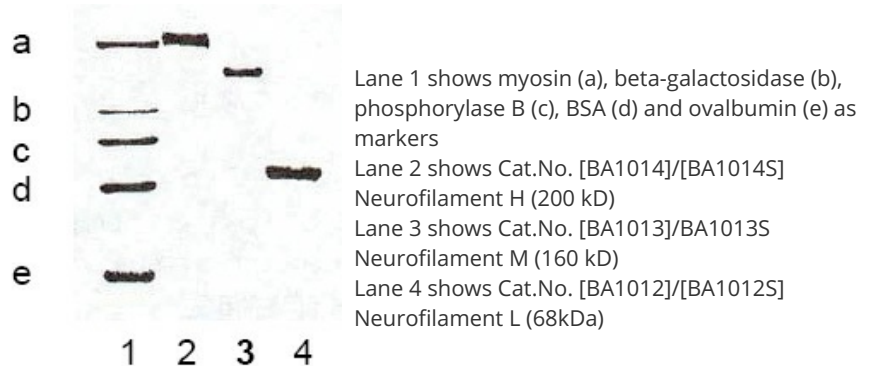 a
b
c
d
e
1 2 3 4
Lane 1 shows myosin (a), beta-galactosidase (b),
phosphorylase B (c), BSA (d) and ovalbumin (e) as
markers
Lane 2 shows Cat.No. [BA1014]/[BA1014S]
Neurofilament H (200 kD)
Lane 3 shows Cat.No. [BA1013]/BA1013S
Neurofilament M (160 kD)
Lane 4 shows Cat.No. [BA1012]/[BA1012S]
Neurofilament L (68kDa)